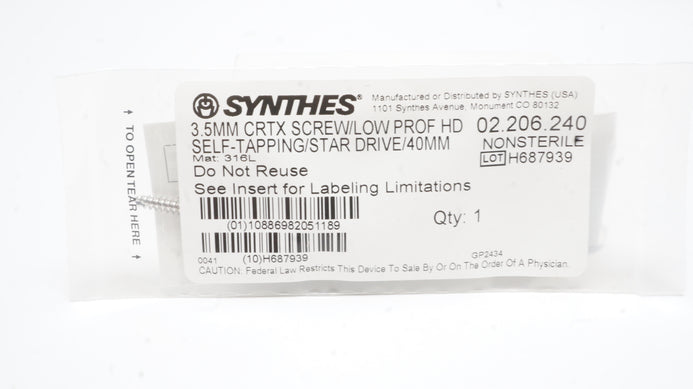 SYNTHES®
Manufactured or Distributed by SYNTHES (USA)
1101 Synthes Avenue, Monument CO 80132
3.5MM CRTX SCREW/LOW PROF HD 02.206.240
SELF-TAPPING/STAR DRIVE/40MM NONSTERILE
Mat: 316L LOT H687939
Do Not Reuse
See Insert for Labeling Limitations
(01)10886982051189 Qty: 1
0041 (10)H687939 GP2434
CAUTION: Federal Law Restricts This Device To Sale By Or On The Order Of A Physician.
↑ TO OPEN TEAR HERE ↑